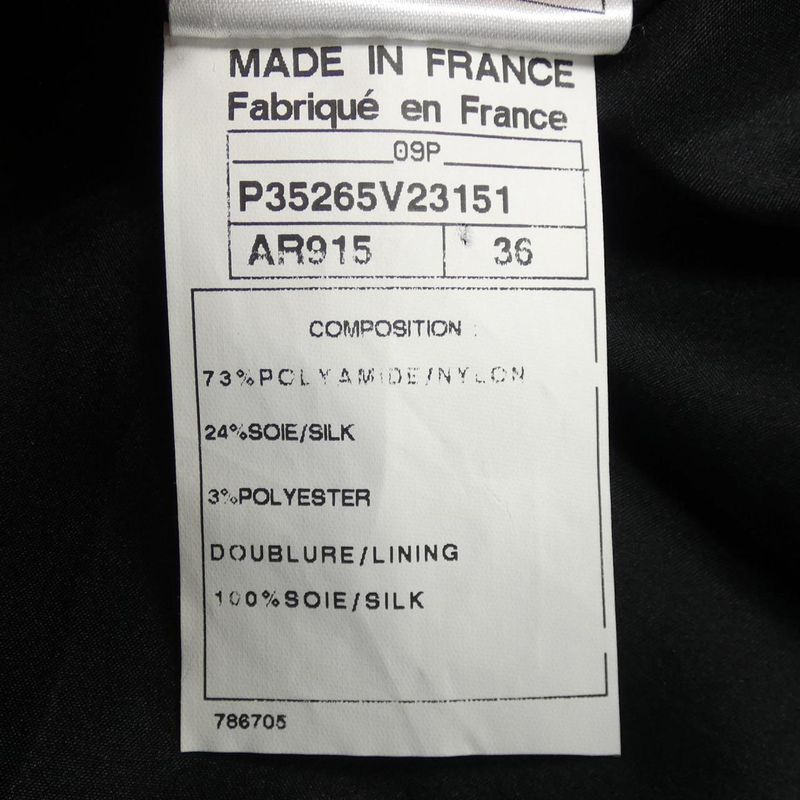 MADE IN FRANCE
Fabriqué en France
09P
P35265V23151
AR915 36
COMPOSITION :
73%POLYAMIDE/NYLON
24%SOIE/SILK
3%POLYESTER
DOUBLURE/LINING
100%SOIE/SILK
786705